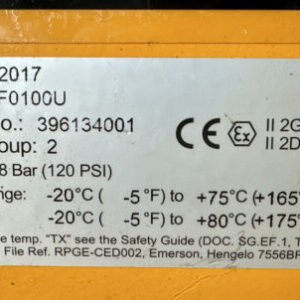 2017
F0100U
o.: 396134001
oup: 2
8 Bar (120 PSI)
CE Ex II 2G
II 2D
nge: -20°C ( -5°F) to +75°C (+165°
-20°C ( -5°F) to +80°C (+175°
e temp. "TX" see the Safety Guide (DOC. SG.EF.1, T
File Ref. RPGE-CED002, Emerson, Hengelo 7556BR